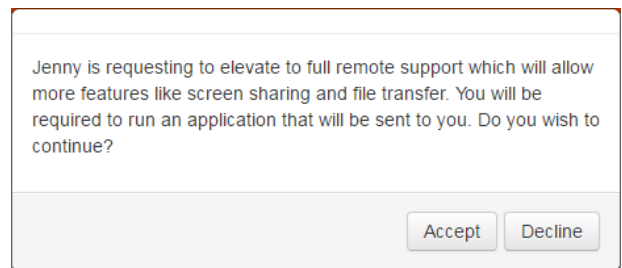 Jenny is requesting to elevate to full remote support which will allow
more features like screen sharing and file transfer. You will be
required to run an application that will be sent to you. Do you wish to
continue?
Accept Decline